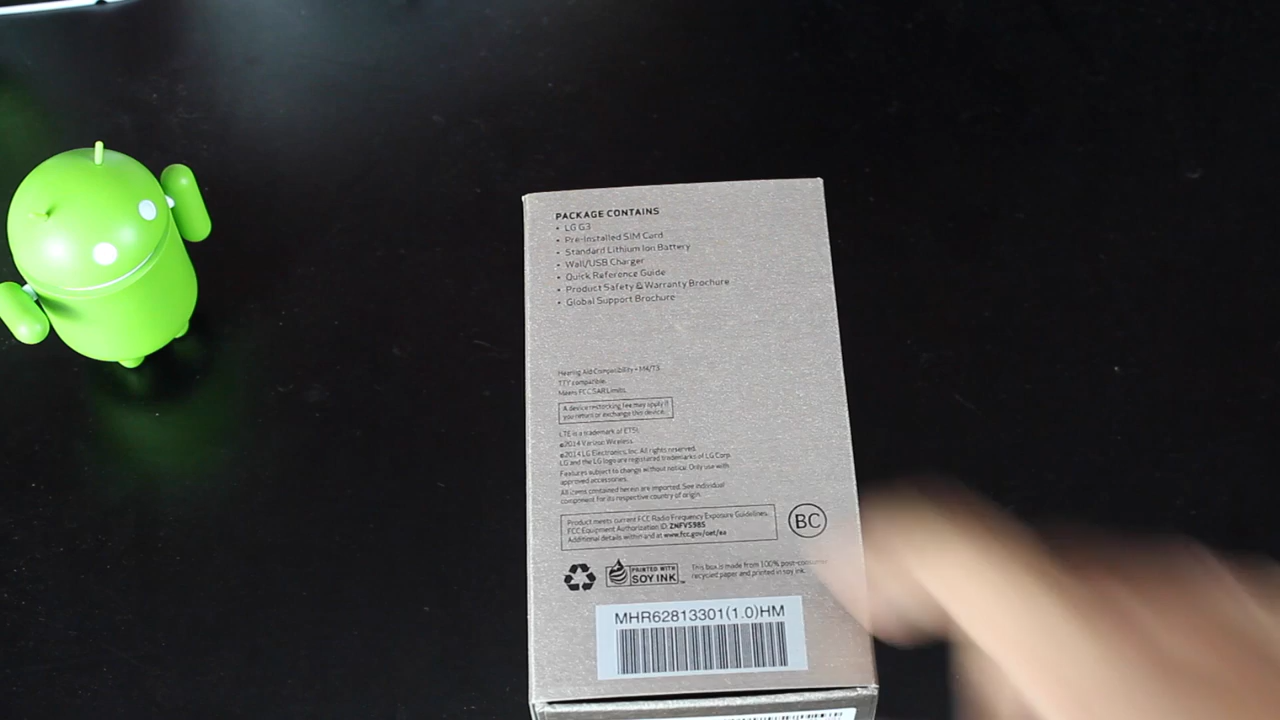 PACKAGE CONTAINS
• LG G3
• Pre-Installed SIM Card
• Standard Lithium Ion Battery
• Wall/USB Charger
• Quick Reference Guide
• Product Safety & Warranty Brochure
• Global Support Brochure
Hearing Aid Compatibility = M4/T3.
TTY compatible.
Meets FCC SAR Limits.
A device restocking fee may apply if
you return or exchange this device.
LTE is a trademark of ETSI.
©2014 Verizon Wireless.
©2014 LG Electronics, Inc. All rights reserved.
LG and the LG logo are registered trademarks of LG Corp.
Features subject to change without notice. Only use with
approved accessories.
All items contained herein are imported. See individual
component for its respective country of origin.
Product meets current FCC Radio Frequency Exposure Guidelines.
FCC Equipment Authorization ID: ZNFVS985
Additional details within and at www.fcc.gov/oet/ea
BC
PRINTED WITH
SOY INK™
This box is made from 100% post-consumer
recycled paper and printed in soy ink.
MHR62813301(1.0)HM